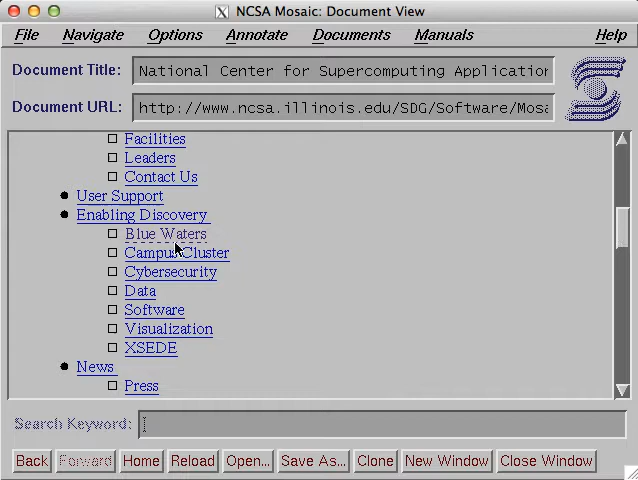 NCSA Mosaic: Document View
File Navigate Options Annotate Documents Manuals Help
Document Title: National Center for Supercomputing Application
Document URL: http://www.ncsa.illinois.edu/SDG/Software/Mosa
Facilities
Leaders
Contact Us
User Support
Enabling Discovery
Blue Waters
Campus Cluster
Cybersecurity
Data
Software
Visualization
XSEDE
News
Press
Search Keyword:
Back Forward Home Reload Open... Save As... Clone New Window Close Window